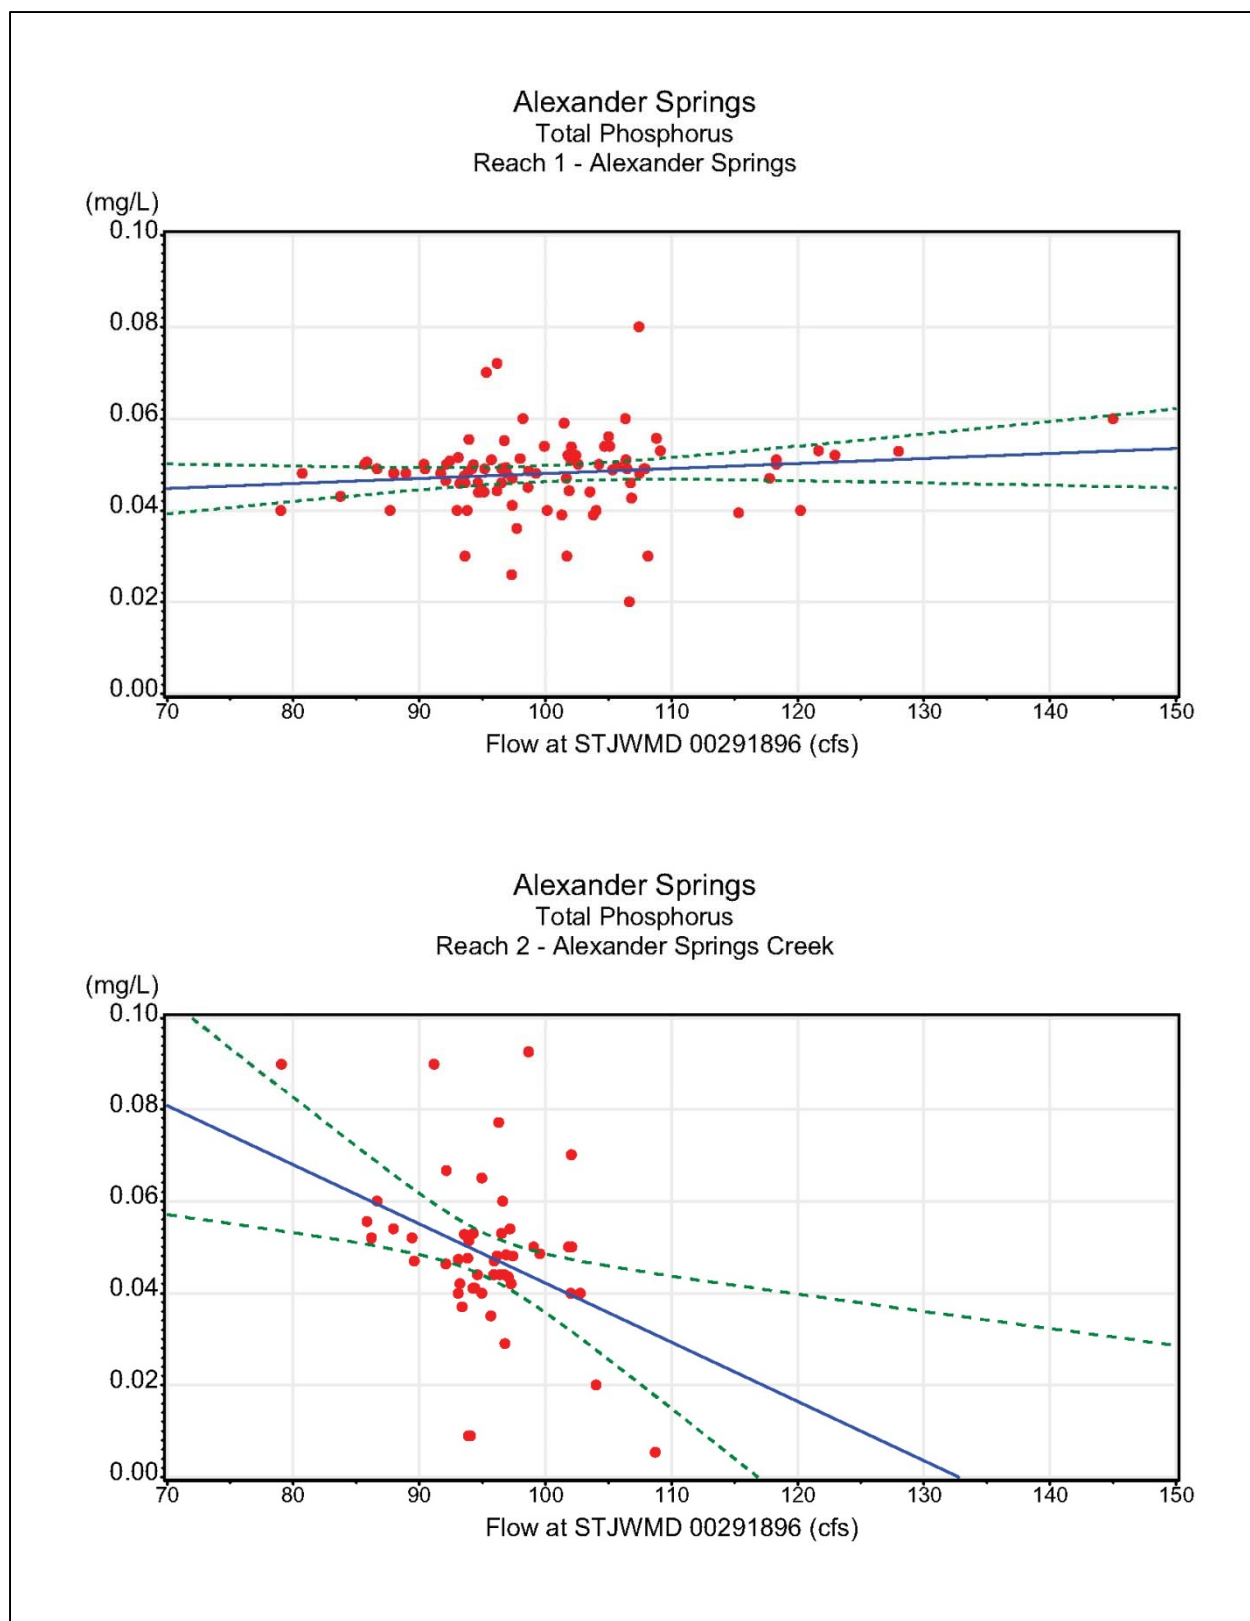 Alexander Springs
Total Phosphorus
Reach 1 - Alexander Springs
(mg/L)
0.10
0.08
0.06
0.04
0.02
0.00
70 80 90 100 110 120 130 140 150
Flow at STJWMD 00291896 (cfs)
Alexander Springs
Total Phosphorus
Reach 2 - Alexander Springs Creek
(mg/L)
0.10
0.08
0.06
0.04
0.02
0.00
70 80 90 100 110 120 130 140 150
Flow at STJWMD 00291896 (cfs)